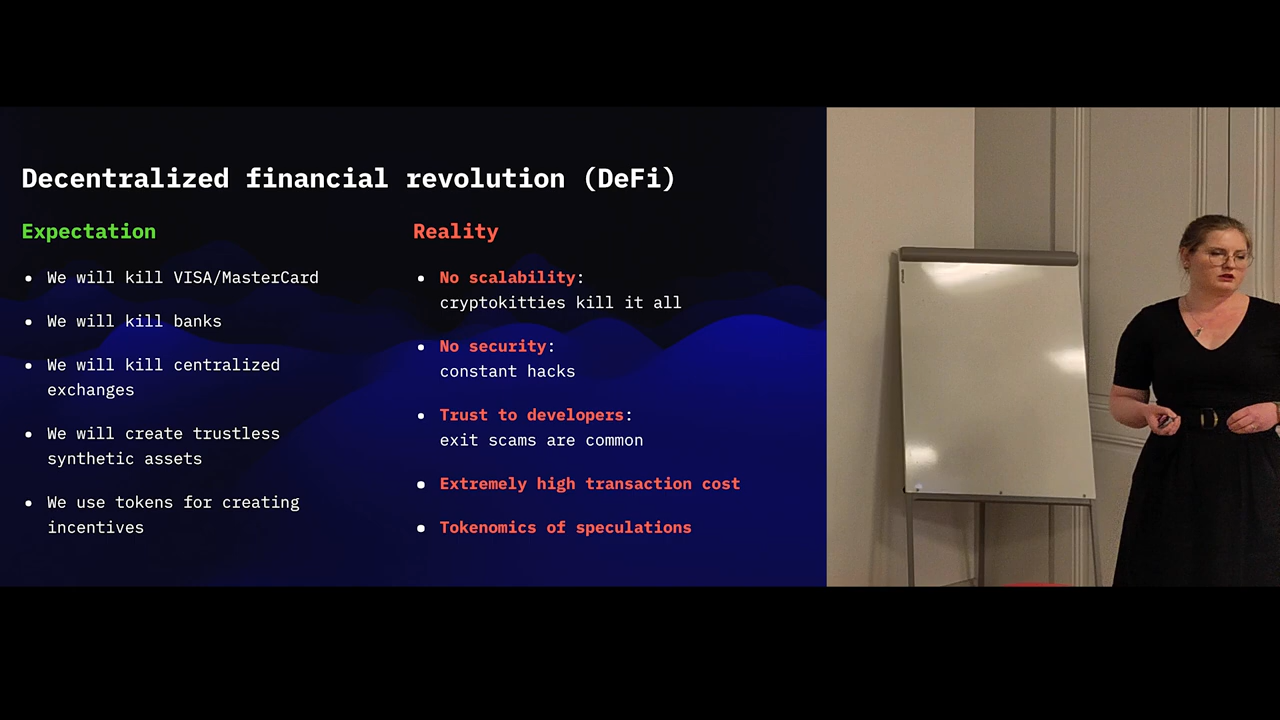 Decentralized financial revolution (DeFi)
Expectation
• We will kill VISA/MasterCard
• We will kill banks
• We will kill centralized
exchanges
• We will create trustless
synthetic assets
• We use tokens for creating
incentives
Reality
• No scalability:
cryptokitties kill it all
• No security:
constant hacks
• Trust to developers:
exit scams are common
• Extremely high transaction cost
• Tokenomics of speculations